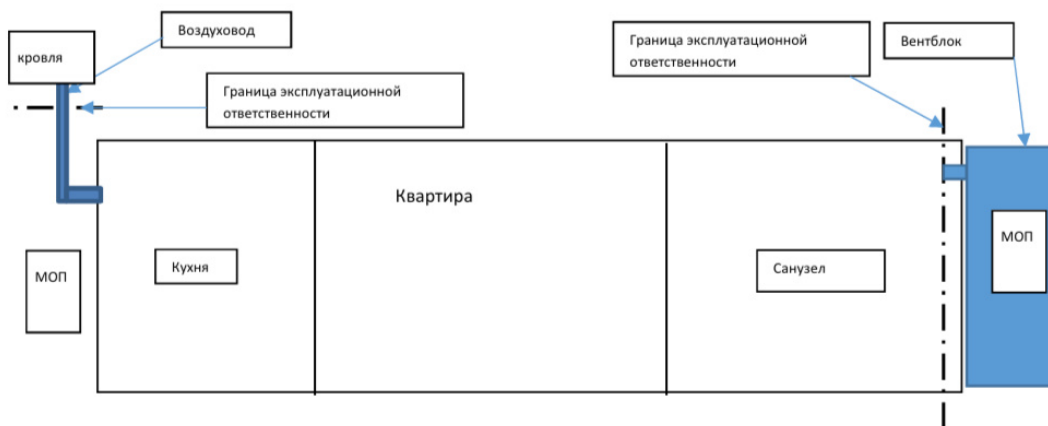 Воздуховод
кровля
Граница эксплуатационной
ответственности
Граница эксплуатационной
ответственности
Вентблок
Квартира
МОП
Кухня
Санузел
МОП